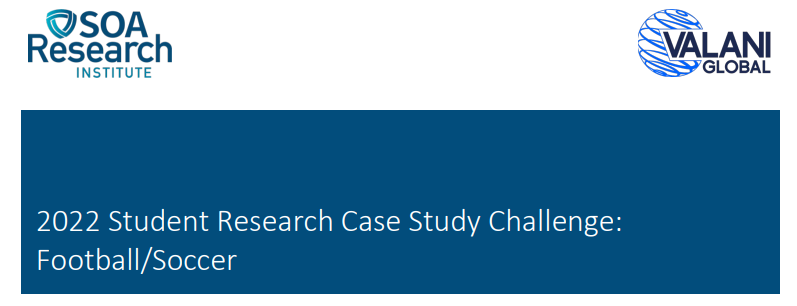 SOA
Research
INSTITUTE
VALANI
GLOBAL
2022 Student Research Case Study Challenge:
Football/Soccer